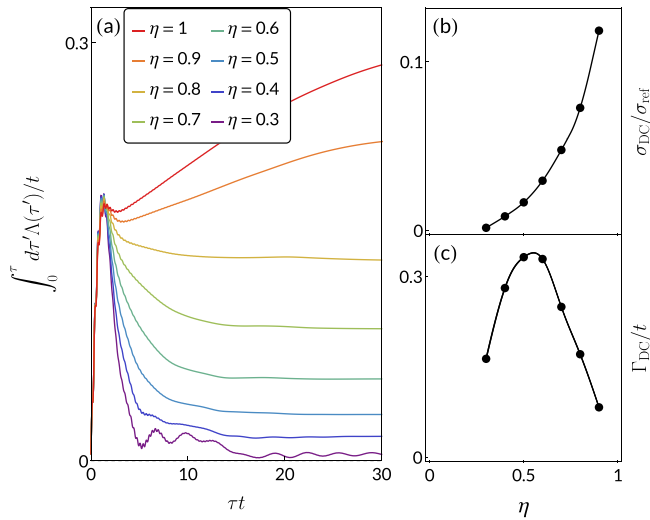 (a)
η = 1
η = 0.9
η = 0.8
η = 0.7
η = 0.6
η = 0.5
η = 0.4
η = 0.3
0.3
0
∫₀^τ dτ′Λ(τ′)/t
0 10 20 30
τt
(b)
0.1
0
σ_DC/σ_ref
(c)
0.3
0
Γ_DC/t
0 0.5 1
η